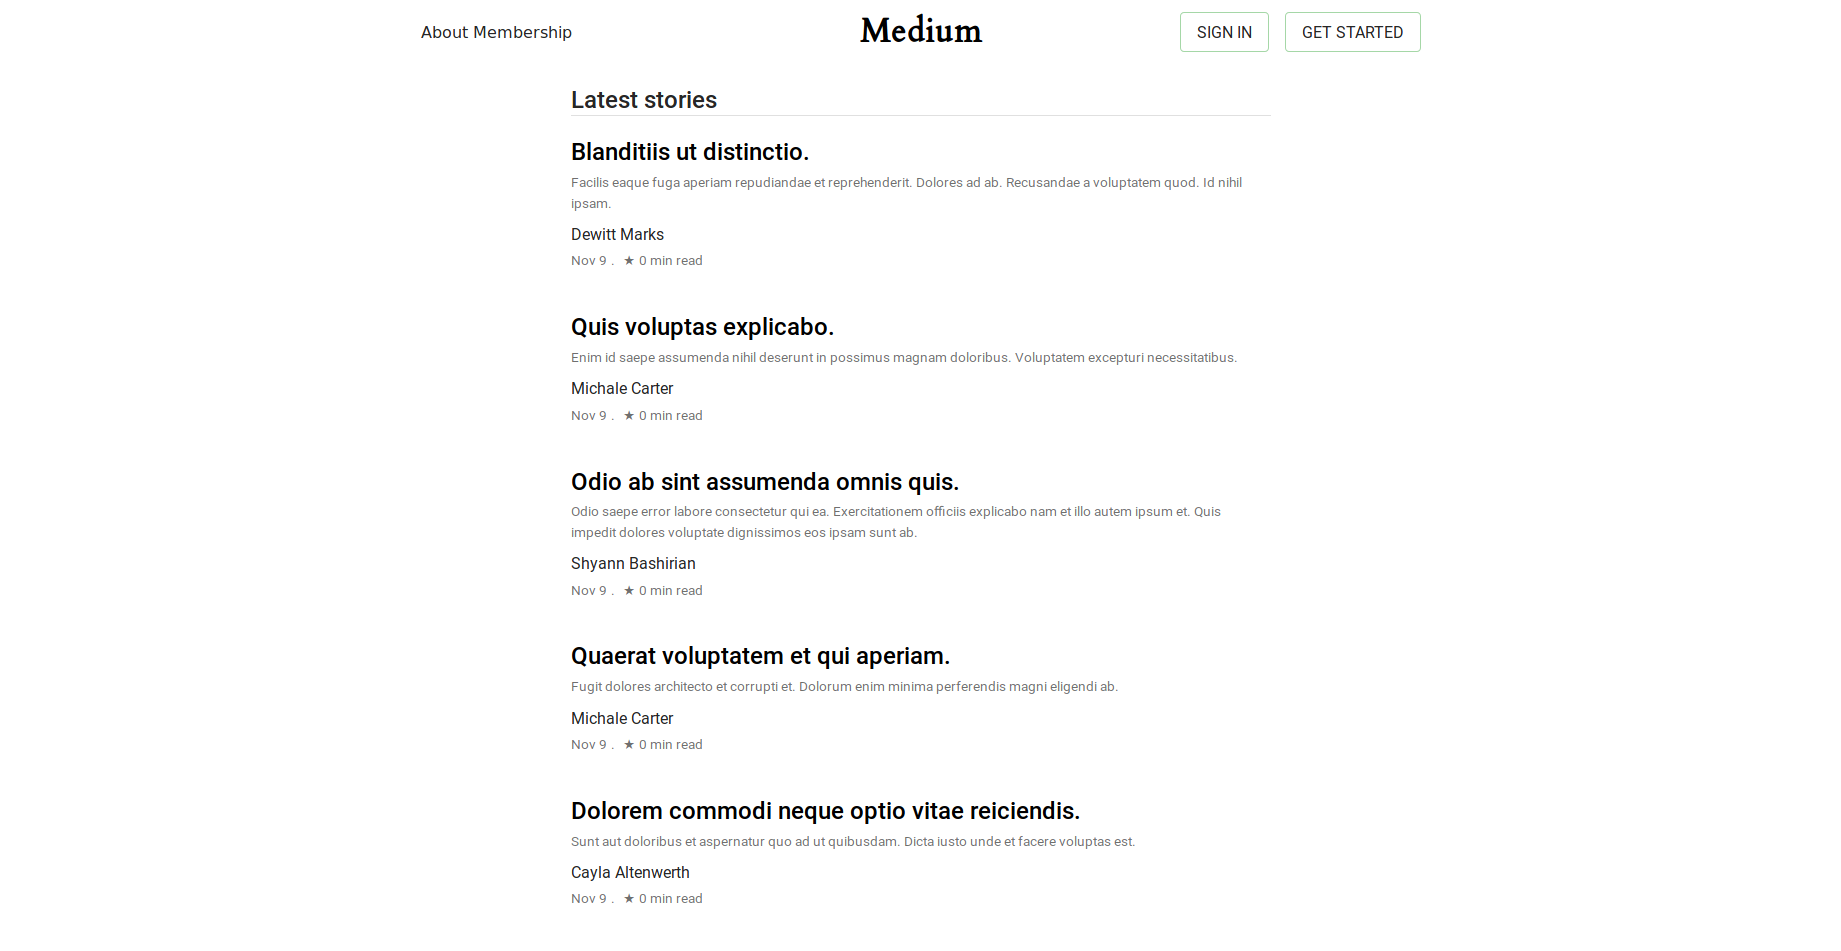 About Membership
Medium
SIGN IN
GET STARTED
Latest stories
Blanditiis ut distinctio.
Facilis eaque fuga aperiam repudiandae et reprehenderit. Dolores ad ab. Recusandae a voluptatem quod. Id nihil
ipsam.
Dewitt Marks
Nov 9 . ★ 0 min read
Quis voluptas explicabo.
Enim id saepe assumenda nihil deserunt in possimus magnam doloribus. Voluptatem excepturi necessitatibus.
Michale Carter
Nov 9 . ★ 0 min read
Odio ab sint assumenda omnis quis.
Odio saepe error labore consectetur qui ea. Exercitationem officiis explicabo nam et illo autem ipsum et. Quis
impedit dolores voluptate dignissimos eos ipsam sunt ab.
Shyann Bashirian
Nov 9 . ★ 0 min read
Quaerat voluptatem et qui aperiam.
Fugit dolores architecto et corrupti et. Dolorum enim minima perferendis magni eligendi ab.
Michale Carter
Nov 9 . ★ 0 min read
Dolorem commodi neque optio vitae reiciendis.
Sunt aut doloribus et aspernatur quo ad ut quibusdam. Dicta iusto unde et facere voluptas est.
Cayla Altenwerth
Nov 9 . ★ 0 min read